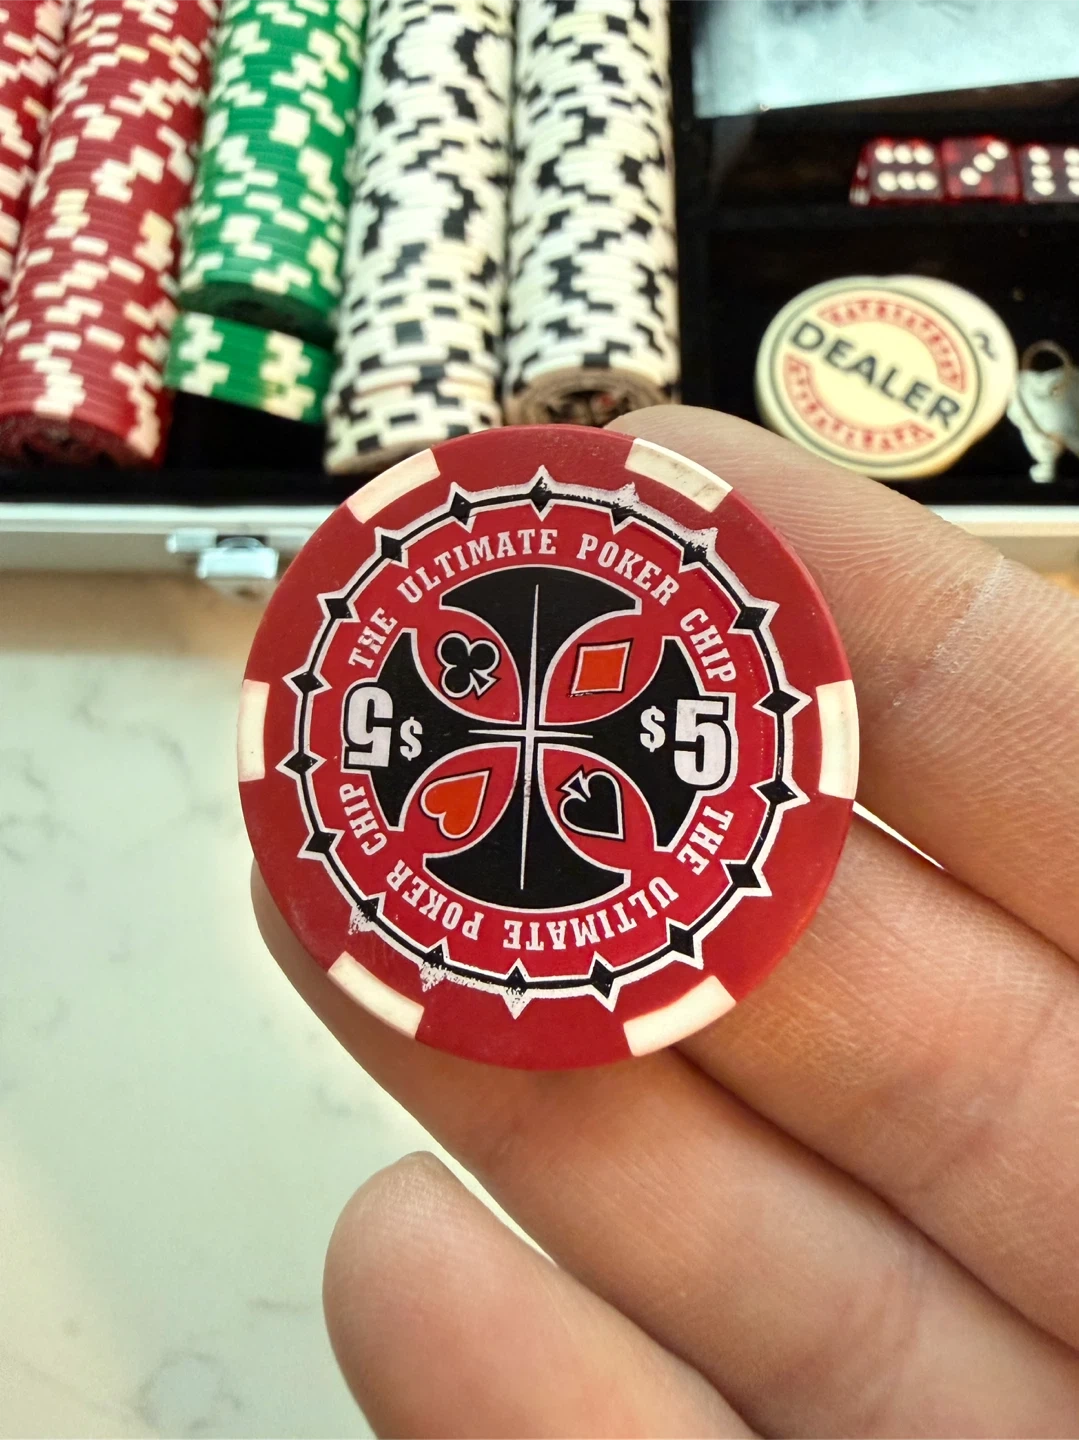 DEALER
THE ULTIMATE POKER CHIP
$5
$5
THE ULTIMATE POKER CHIP